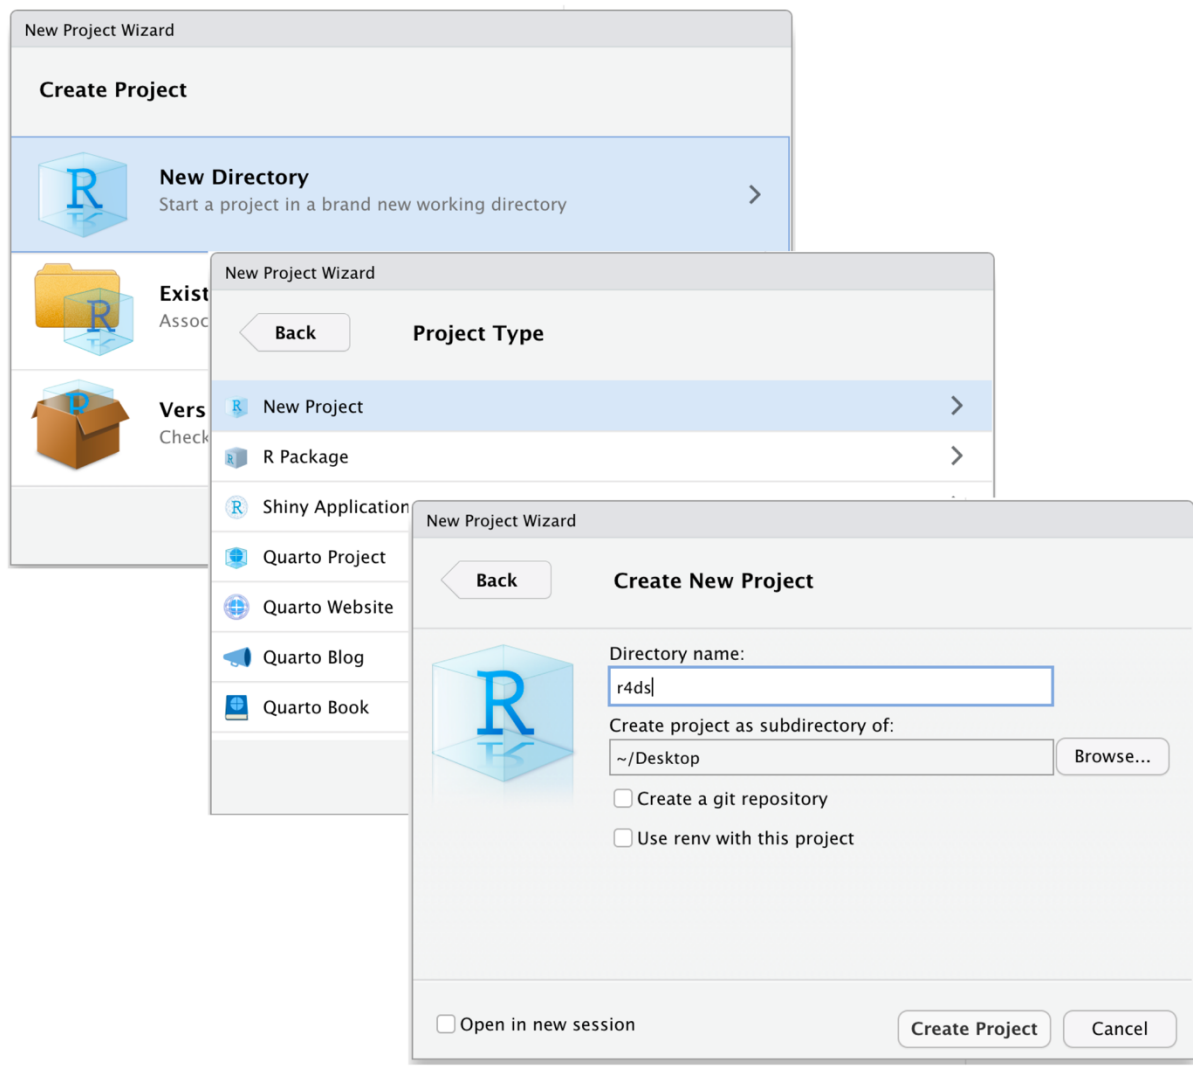 New Project Wizard
Create Project
R
New Directory
Start a project in a brand new working directory
R
Exist
Assoc
R
Vers
Check
New Project Wizard
Back
Project Type
R
New Project
R
R Package
R
Shiny Application
Quarto Project
Quarto Website
Quarto Blog
Quarto Book
New Project Wizard
Back
Create New Project
R
Directory name:
r4ds
Create project as subdirectory of:
~/Desktop
Browse...
Create a git repository
Use renv with this project
Open in new session
Create Project
Cancel